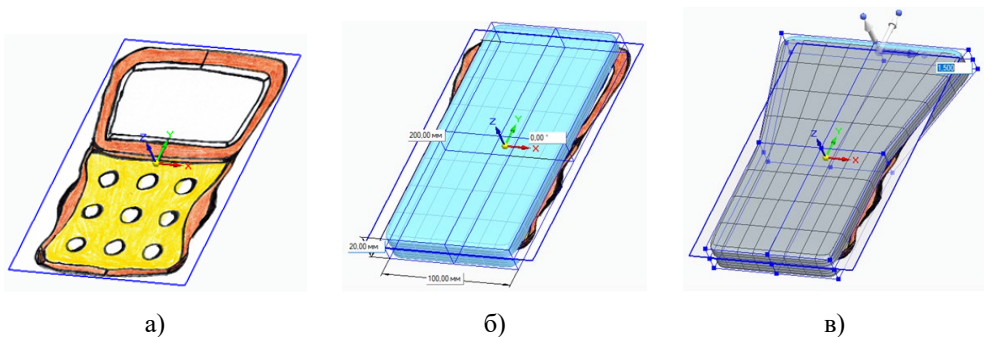 Z Y X
200,00 мм
0,00 °
Z Y X
20,00 мм
100,00 мм
1,500
Z Y X
а) б) в)